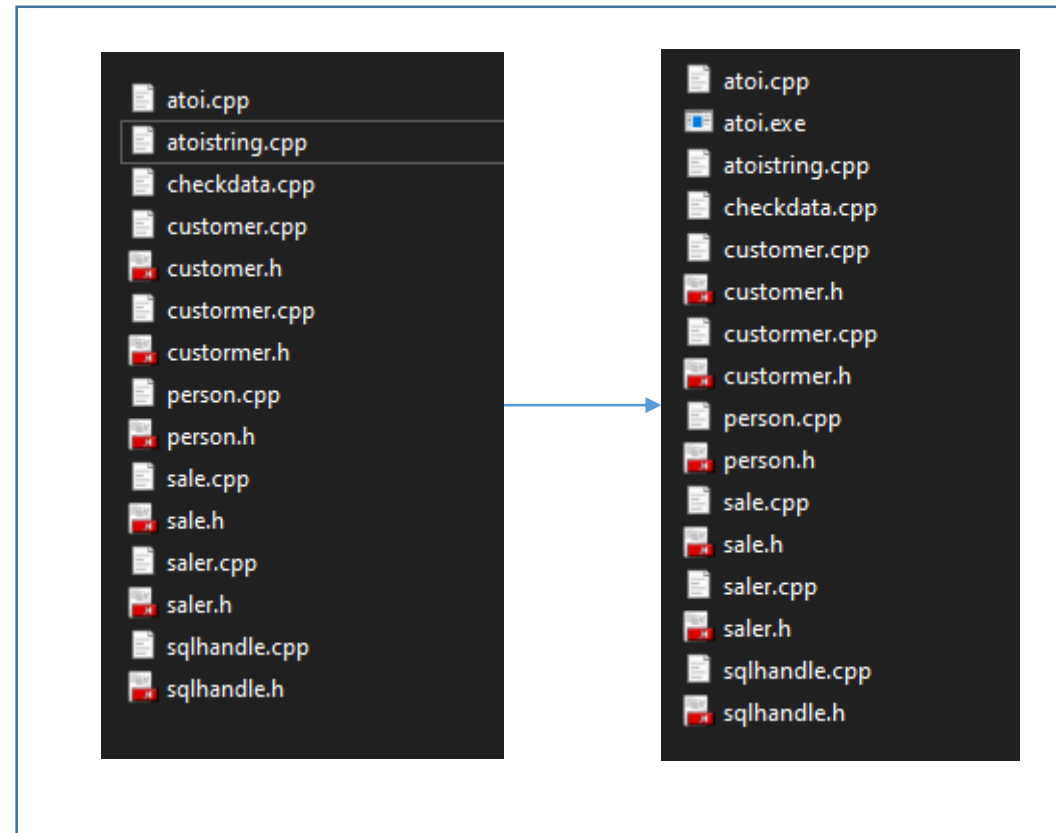 atoi.cpp
atoistring.cpp
checkdata.cpp
customer.cpp
customer.h
custormer.cpp
custormer.h
person.cpp
person.h
sale.cpp
sale.h
saler.cpp
saler.h
sqlhandle.cpp
sqlhandle.h
atoi.cpp
atoi.exe
atoistring.cpp
checkdata.cpp
customer.cpp
customer.h
custormer.cpp
custormer.h
person.cpp
person.h
sale.cpp
sale.h
saler.cpp
saler.h
sqlhandle.cpp
sqlhandle.h